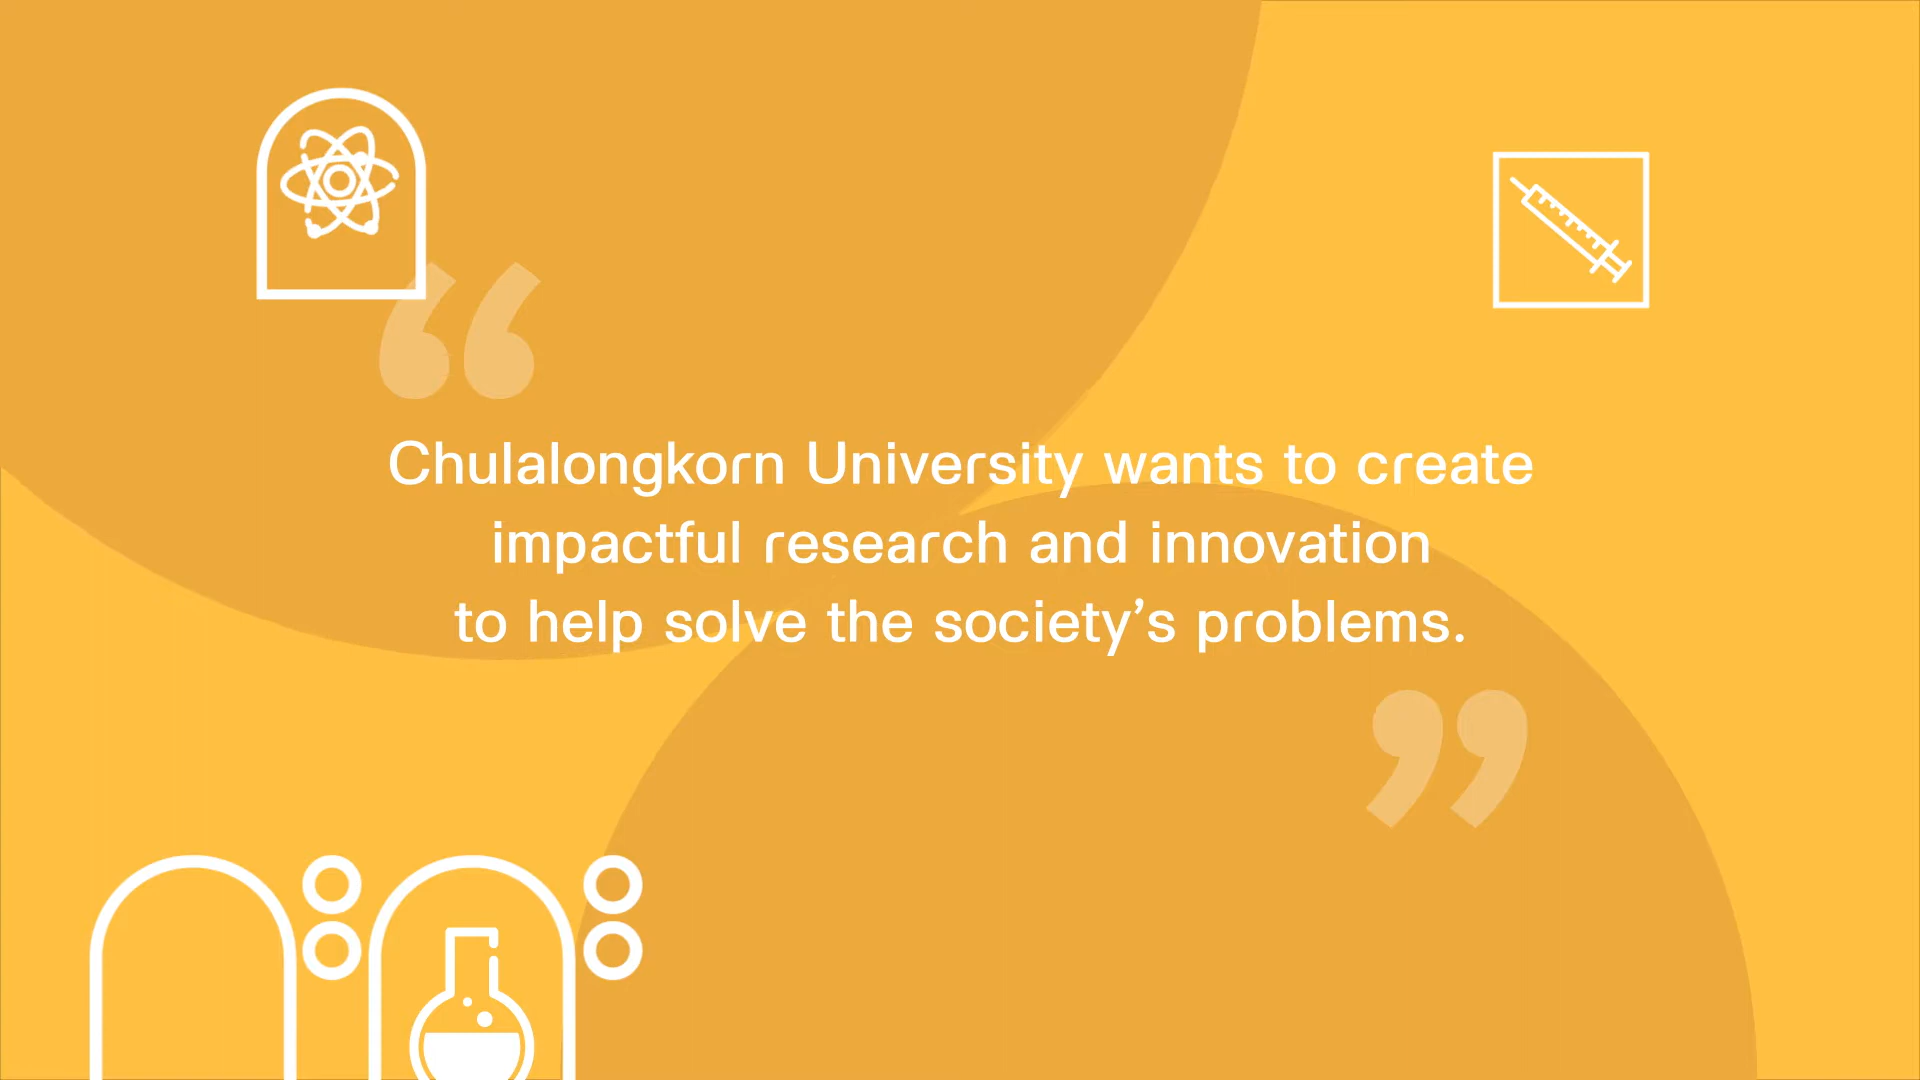 “
Chulalongkorn University wants to create
impactful research and innovation
to help solve the society’s problems.
”